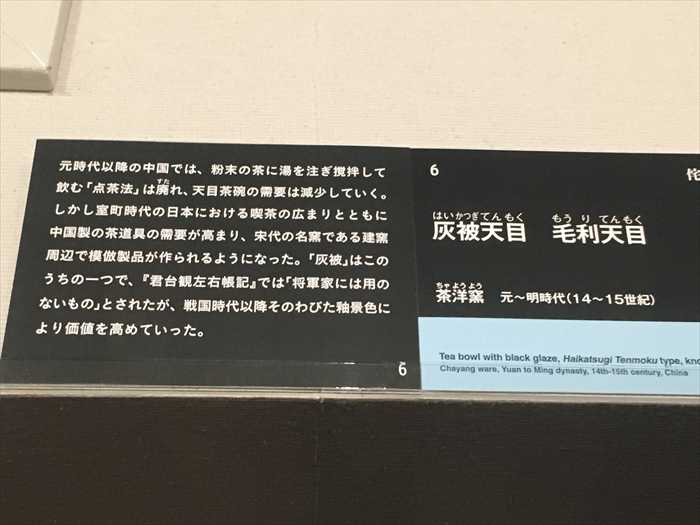 元時代以降の中国では、粉末の茶に湯を注ぎ撹拌して
すた
飲む「点茶法」は廃れ、天目茶碗の需要は減少していく。
しかし室町時代の日本における喫茶の広まりとともに
中国製の茶道具の需要が高まり、宋代の名窯である建窯
周辺で模倣製品が作られるようになった。「灰被」はこの
うちの一つで、『君台観左右帳記』では「将軍家には用の
ないもの」とされたが、戦国時代以降そのわびた釉景色に
より価値を高めていった。
6
6
侘
はいかつぎてんもく もうりてんもく
灰被天目 毛利天目
ちゃようよう
茶洋窯 元〜明時代（14〜15世紀）
Tea bowl with black glaze, Haikatsugi Tenmoku type, kno
Chayang ware, Yuan to Ming dynasty, 14th-15th century, China